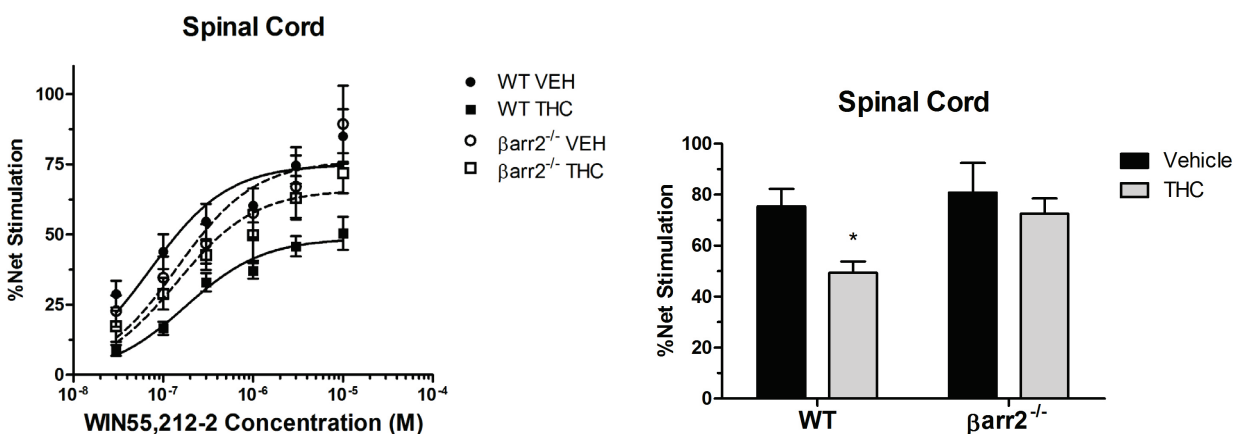 Spinal Cord
%Net Stimulation
100
75
50
25
0
10⁻⁸
10⁻⁷
10⁻⁶
10⁻⁵
10⁻⁴
WIN55,212-2 Concentration (M)
WT VEH
WT THC
βarr2⁻/⁻ VEH
βarr2⁻/⁻ THC
Spinal Cord
%Net Stimulation
100
80
60
40
20
0
*
WT
βarr2⁻/⁻
Vehicle
THC